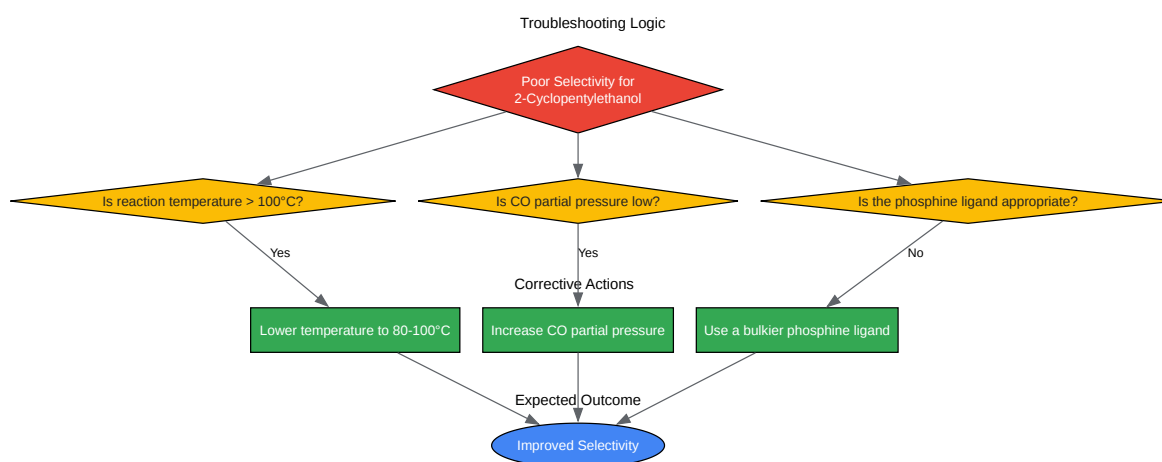 Troubleshooting Logic
Poor Selectivity for
2-Cyclopentylethanol
Is reaction temperature > 100°C?
Is CO partial pressure low?
Is the phosphine ligand appropriate?
Yes
Yes
No
Corrective Actions
Lower temperature to 80-100°C
Increase CO partial pressure
Use a bulkier phosphine ligand
Expected Outcome
Improved Selectivity